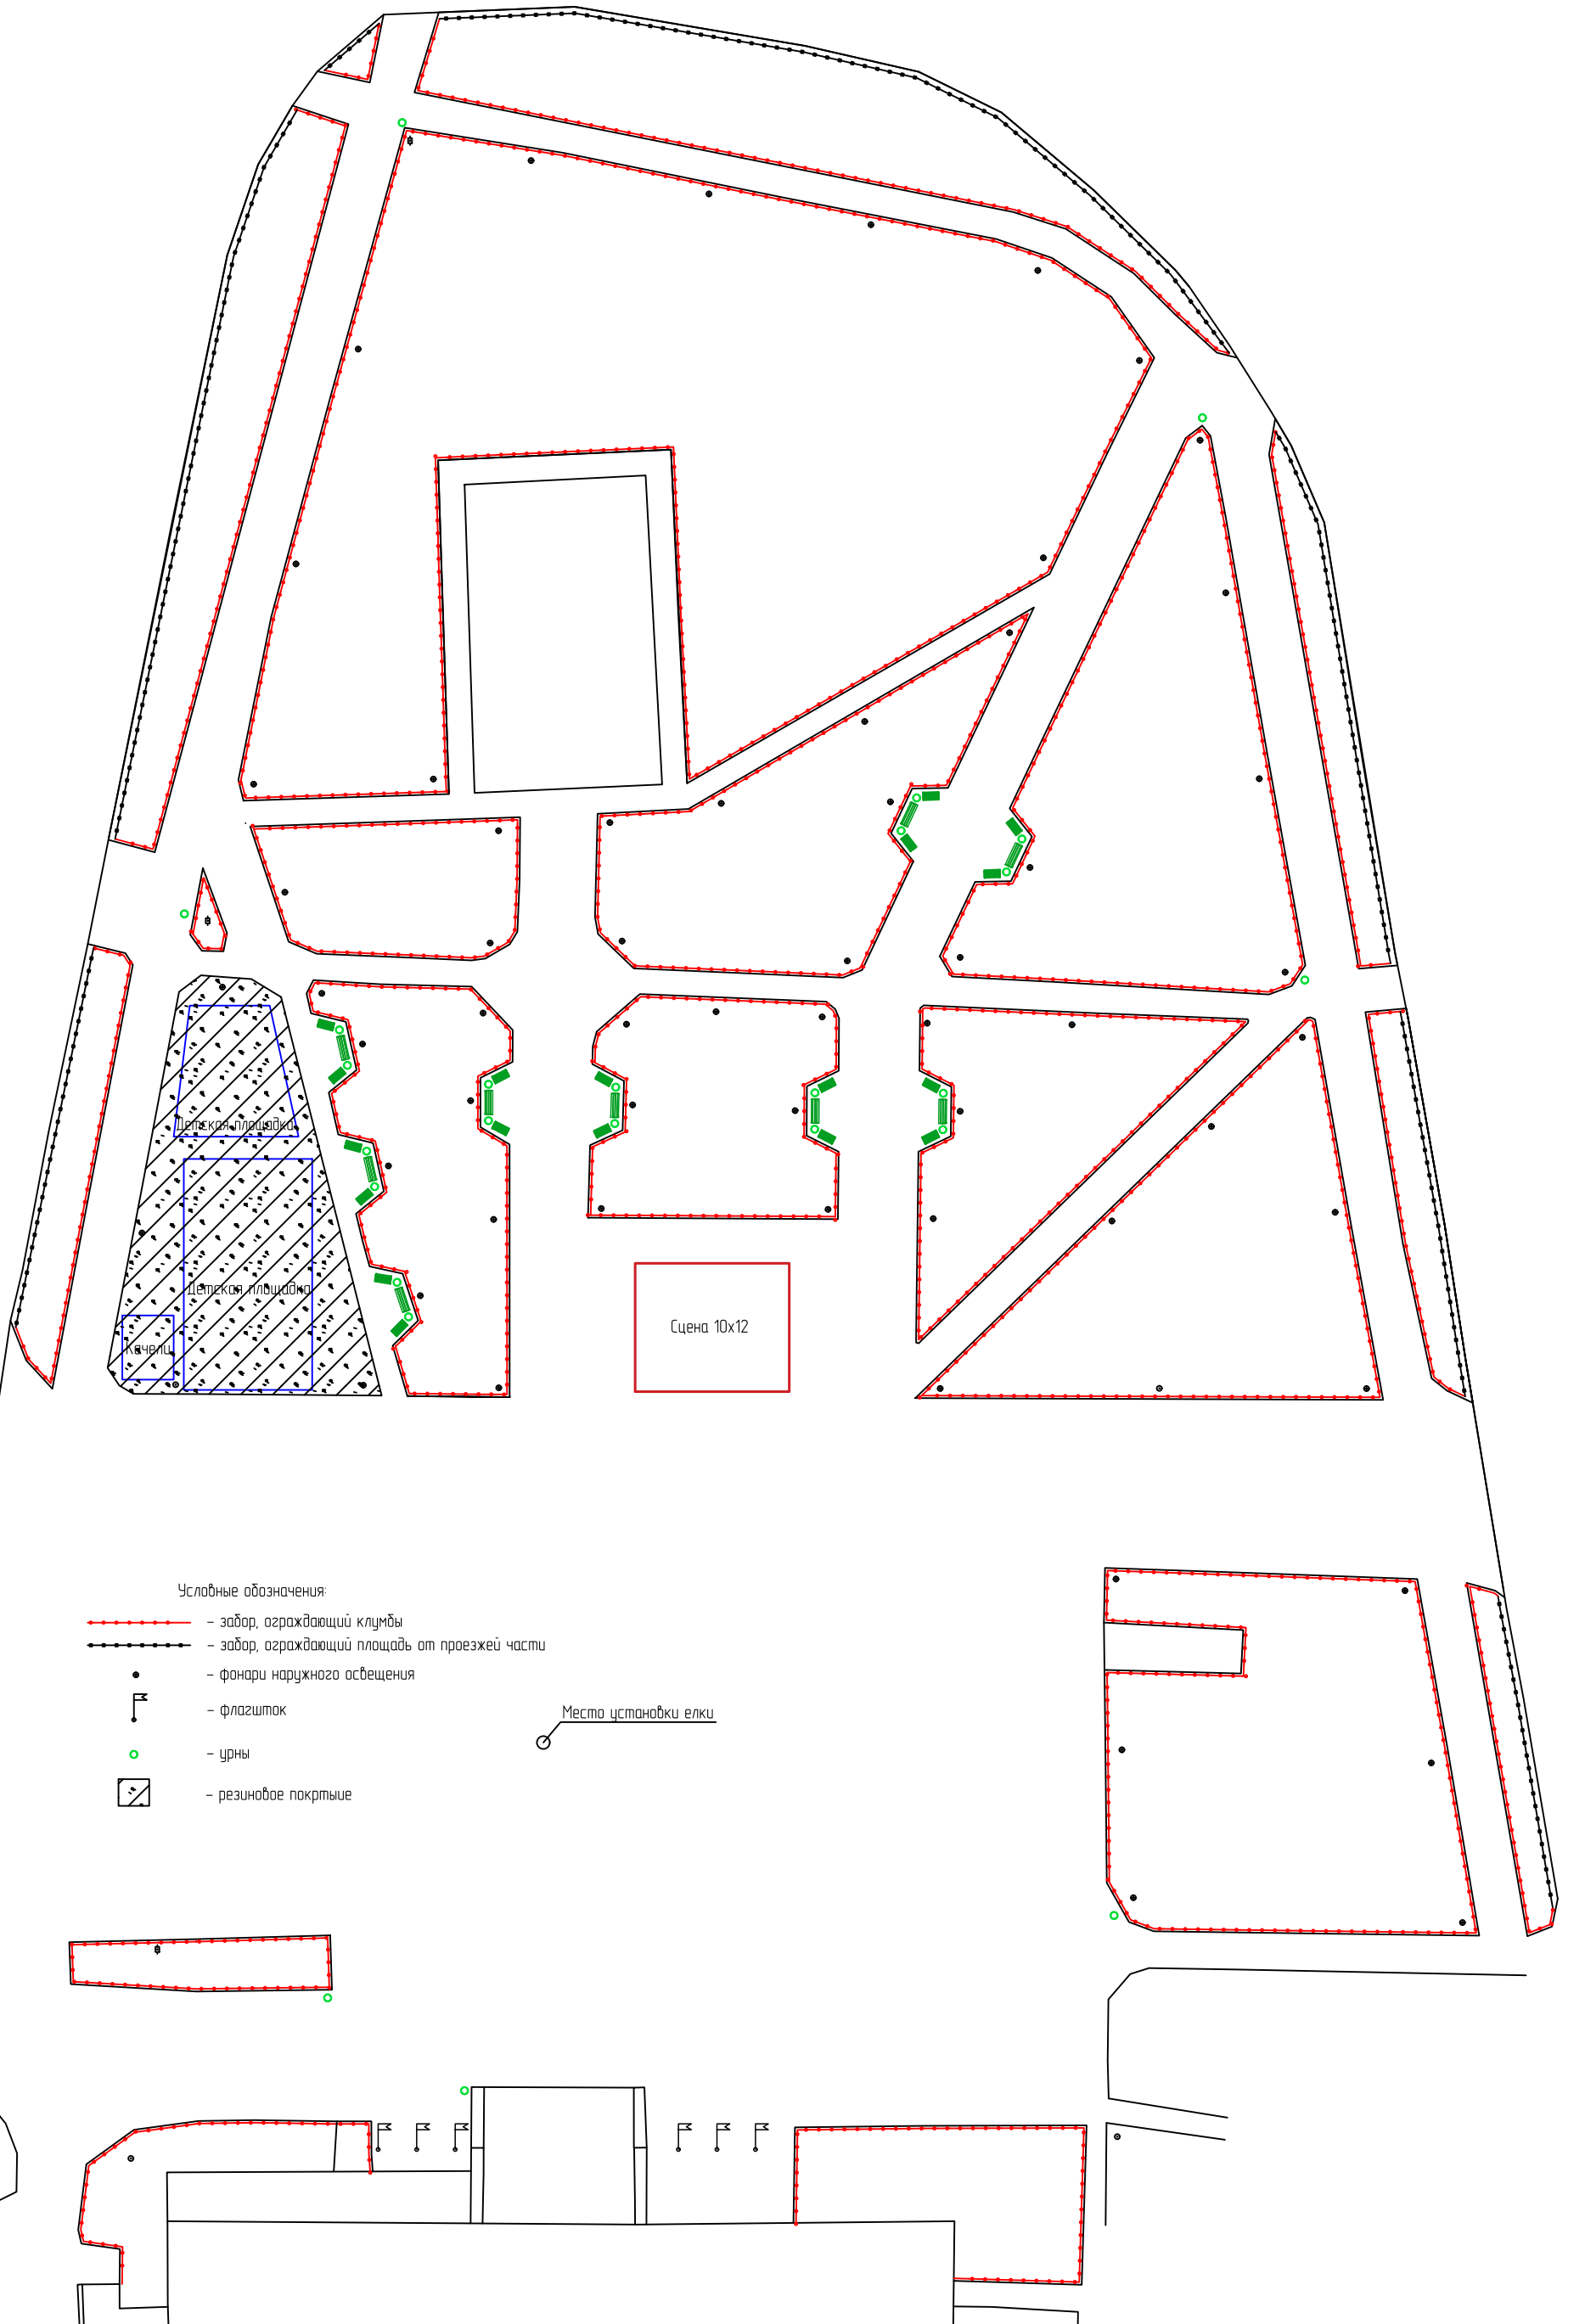 Детская площадка
Детская площадка
Качели
Сцена 10х12
Условные обозначения:
– забор, ограждающий клумбы
– забор, ограждающий площадь от проезжей части
– фонари наружного освещения
– флагшток
Место установки елки
– урны
– резиновое покртыие